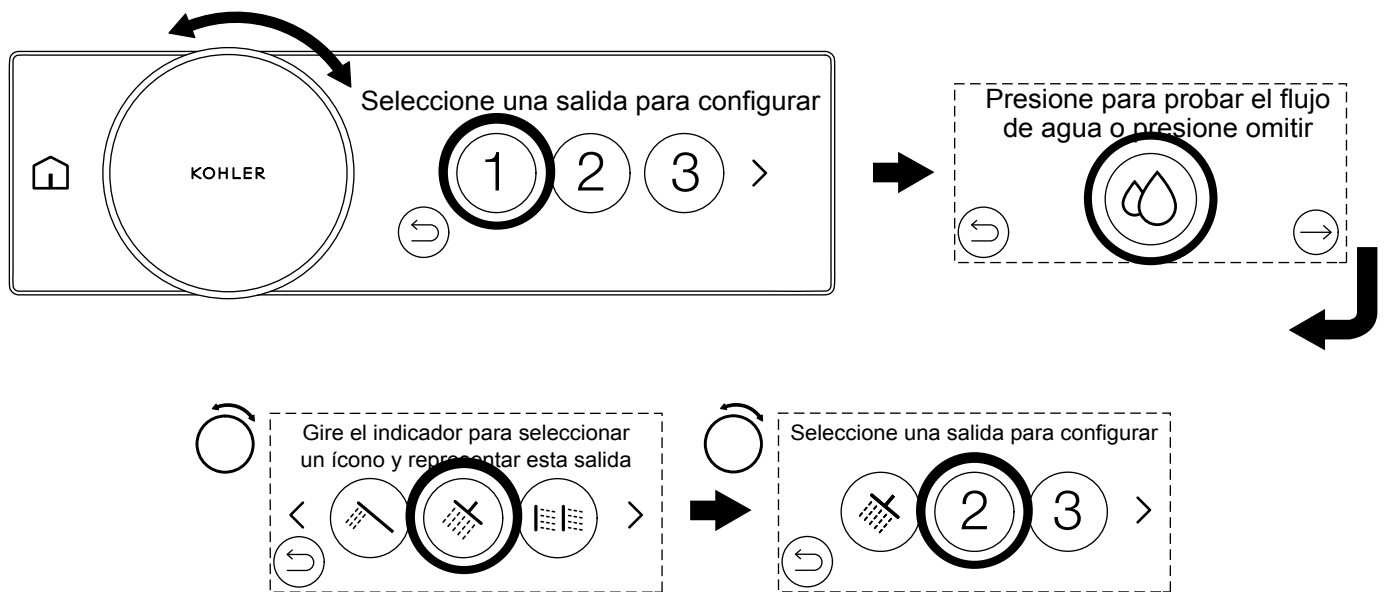 Seleccione una salida para configurar
KOHLER
1 2 3
Presione para probar el flujo
de agua o presione omitir
Gire el indicador para seleccionar
un ícono y representar esta salida
Seleccione una salida para configurar
2 3